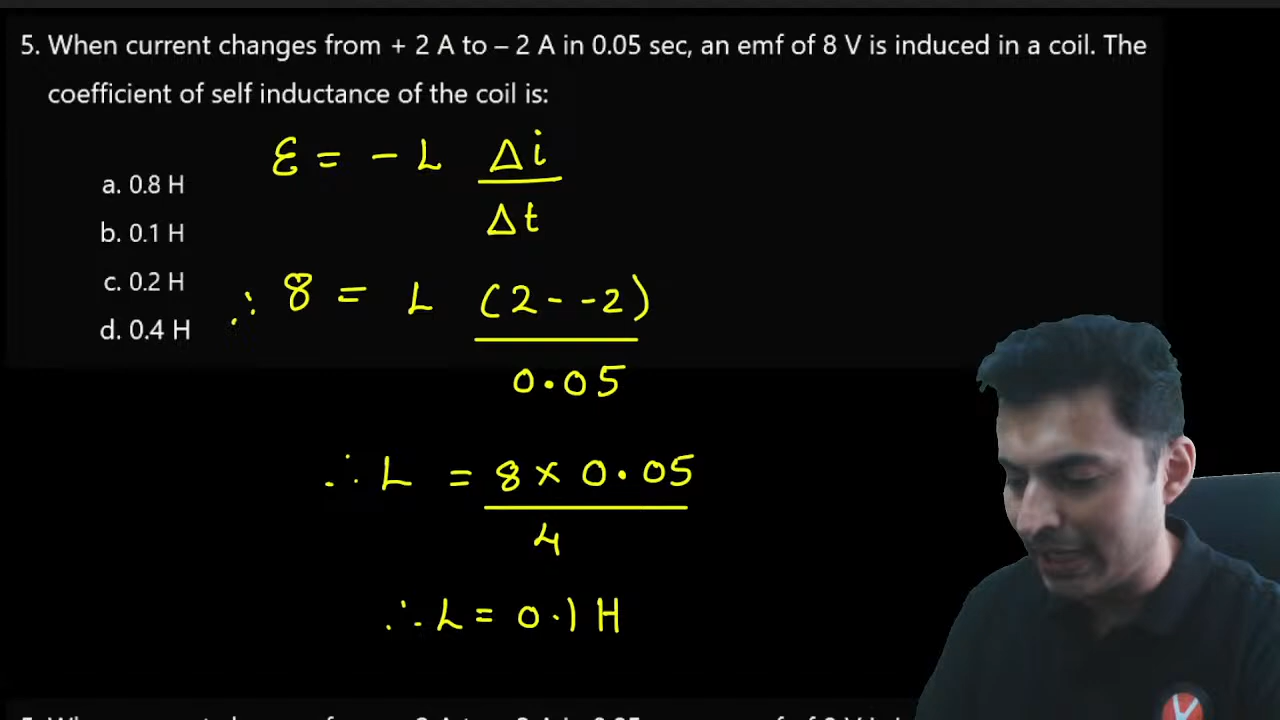 5. When current changes from + 2 A to – 2 A in 0.05 sec, an emf of 8 V is induced in a coil. The
coefficient of self inductance of the coil is:
a. 0.8 H
b. 0.1 H
c. 0.2 H
d. 0.4 H
ε = - L Δi
Δt
∴ 8 = L (2 - -2)
0.05
∴ L = 8 × 0.05
4
∴ L = 0.1 H